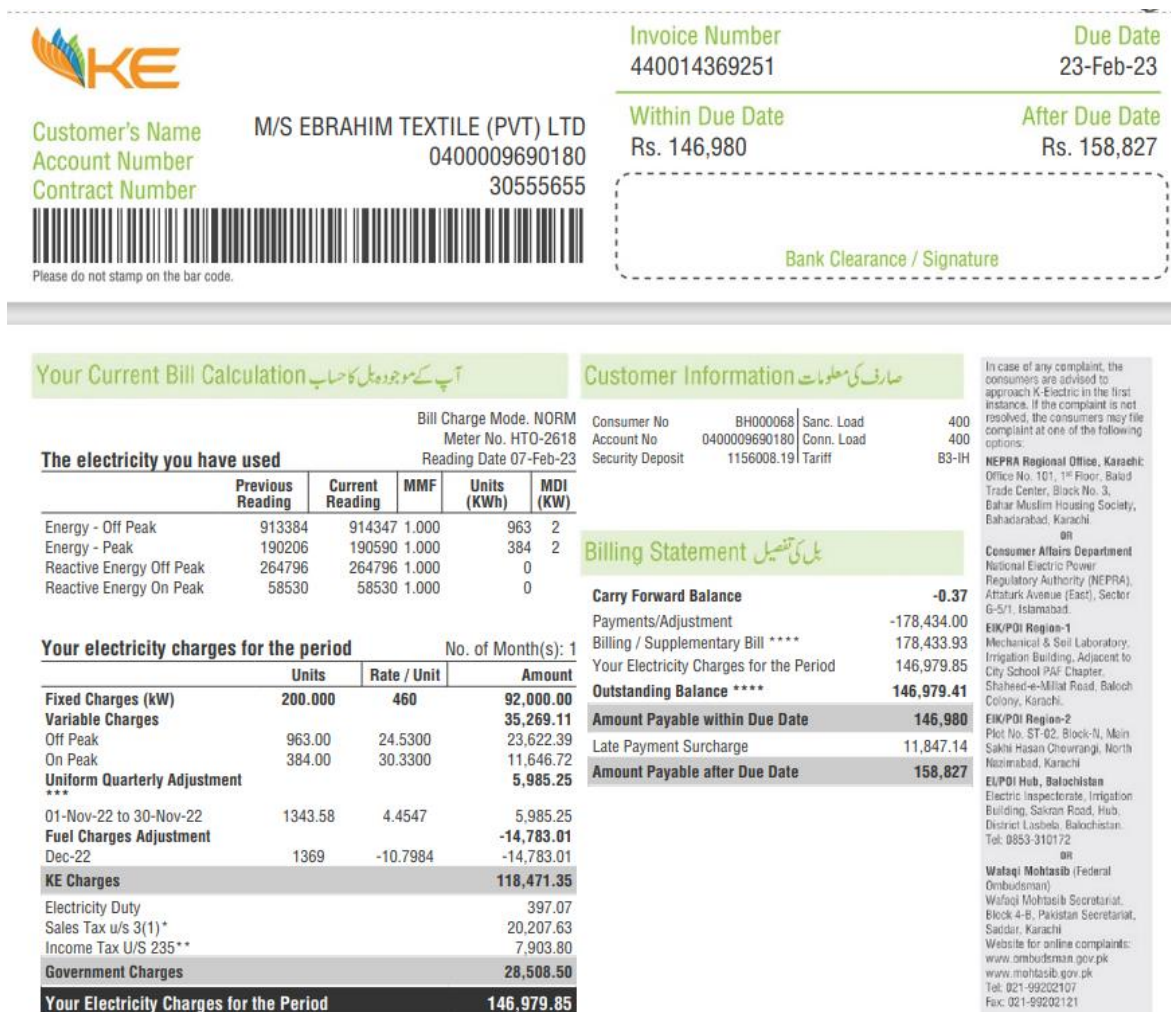 KE
Invoice Number
440014369251
Due Date
23-Feb-23
Within Due Date
Rs. 146,980
After Due Date
Rs. 158,827
Customer's Name M/S EBRAHIM TEXTILE (PVT) LTD
Account Number 0400009690180
Contract Number 30555655
Please do not stamp on the bar code.
Bank Clearance / Signature
Your Current Bill Calculation آپ کے موجودہ بل کا حساب
Bill Charge Mode. NORM
Meter No. HTO-2618
The electricity you have used Reading Date 07-Feb-23
Previous Reading Current Reading MMF Units (KWh) MDI (KW)
Energy - Off Peak 913384 914347 1.000 963 2
Energy - Peak 190206 190590 1.000 384 2
Reactive Energy Off Peak 264796 264796 1.000 0
Reactive Energy On Peak 58530 58530 1.000 0
Your electricity charges for the period No. of Month(s): 1
Units Rate / Unit Amount
Fixed Charges (kW) 200.000 460 92,000.00
Variable Charges 35,269.11
Off Peak 963.00 24.5300 23,622.39
On Peak 384.00 30.3300 11,646.72
Uniform Quarterly Adjustment 5,985.25
***
01-Nov-22 to 30-Nov-22 1343.58 4.4547 5,985.25
Fuel Charges Adjustment -14,783.01
Dec-22 1369 -10.7984 -14,783.01
KE Charges 118,471.35
Electricity Duty 397.07
Sales Tax u/s 3(1)* 20,207.63
Income Tax U/S 235** 7,903.80
Government Charges 28,508.50
Your Electricity Charges for the Period 146,979.85
Customer Information صارف کی معلومات
Consumer No BH000068 Sanc. Load 400
Account No 0400009690180 Conn. Load 400
Security Deposit 1156008.19 Tariff B3-IH
Billing Statement بل کی تفصیل
Carry Forward Balance -0.37
Payments/Adjustment -178,434.00
Billing / Supplementary Bill **** 178,433.93
Your Electricity Charges for the Period 146,979.85
Outstanding Balance **** 146,979.41
Amount Payable within Due Date 146,980
Late Payment Surcharge 11,847.14
Amount Payable after Due Date 158,827
In case of any complaint, the
consumers are advised to
approach K-Electric in the first
instance. If the complaint is not
resolved, the consumers may file
complaint at one of the following
options:
NEPRA Regional Office, Karachi:
Office No. 101, 1st Floor, Balad
Trade Center, Block No. 3,
Bahar Muslim Housing Society,
Bahadarabad, Karachi
OR
Consumer Affairs Department
National Electric Power
Regulatory Authority (NEPRA),
Attaturk Avenue (East), Sector
G-5/1, Islamabad.
EIK/POI Region-1
Mechanical & Soil Laboratory,
Irrigation Building, Adjacent to
City School PAF Chapter,
Shaheed-e-Millat Road, Baloch
Colony, Karachi.
EIK/POI Region-2
Plot No. ST-02, Block-N, Main
Sakhi Hasan Chowrangi, North
Nazimabad, Karachi
EI/POI Hub, Balochistan
Electric Inspectorate, Irrigation
Building, Sakran Road, Hub,
District Lasbela, Balochistan.
Tel: 0853-310172
OR
Wafaqi Mohtasib (Federal
Ombudsman)
Wafaqi Mohtasib Secretariat,
Block 4-B, Pakistan Secretariat,
Saddar, Karachi
Website for online complaints:
www.ombudsman.gov.pk
www.mohtasib.gov.pk
Tel: 021-99202107
Fax: 021-99202121